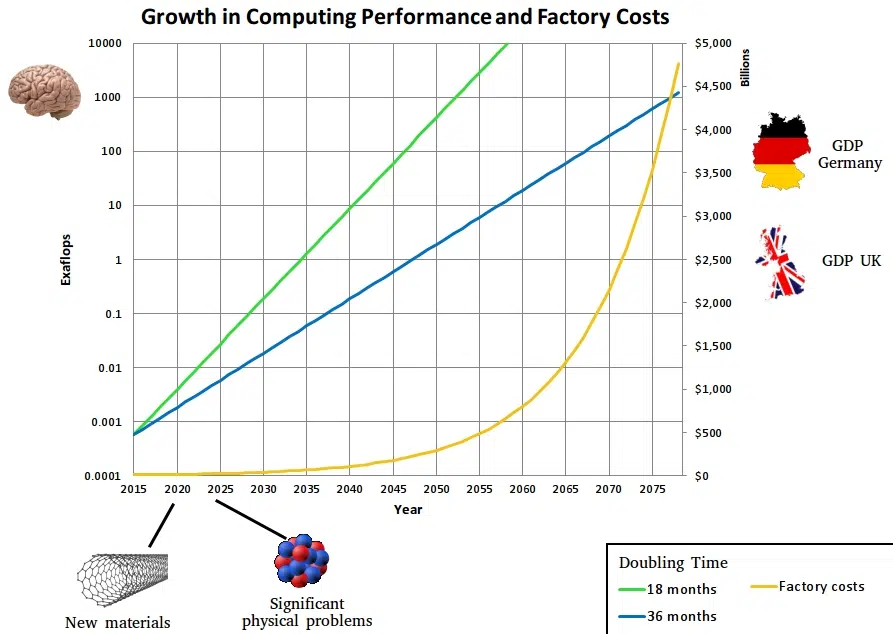 Growth in Computing Performance and Factory Costs
10000
1000
100
10
1
0.1
0.01
0.001
0.0001
Exaflops
$5,000
$4,500
$4,000
$3,500
$3,000
$2,500
$2,000
$1,500
$1,000
$500
$0
Billions
GDP
Germany
GDP UK
2015 2020 2025 2030 2035 2040 2045 2050 2055 2060 2065 2070 2075
Year
New materials
Significant
physical problems
Doubling Time
18 months
Factory costs
36 months